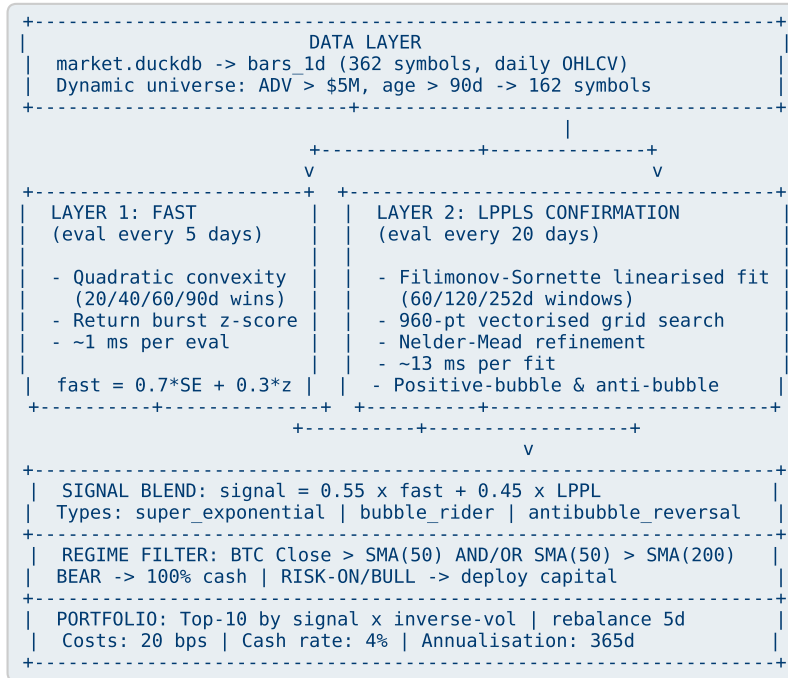 +-----------------------------------------------------------------+
|                         DATA LAYER                              |
|  market.duckdb -> bars_1d (362 symbols, daily OHLCV)            |
|  Dynamic universe: ADV > $5M, age > 90d -> 162 symbols          |
+----------------------------+------------------------------------+
|
+--------------+--------------+
v                             v
+------------------------+  +-------------------------------------+
|  LAYER 1: FAST         |  |  LAYER 2: LPPLS CONFIRMATION        |
|  (eval every 5 days)   |  |  (eval every 20 days)               |
|                        |  |                                     |
|  - Quadratic convexity |  |  - Filimonov-Sornette linearised fit |
|    (20/40/60/90d wins) |  |    (60/120/252d windows)            |
|  - Return burst z-score |  |  - 960-pt vectorised grid search    |
|  - ~1 ms per eval      |  |  - Nelder-Mead refinement           |
|                        |  |  - ~13 ms per fit                   |
|  fast = 0.7*SE + 0.3*z |  |  - Positive-bubble & anti-bubble     |
+----------+--------------+  +----------+-------------------------+
+----------+------------------+
v
+-----------------------------------------------------------------+
|  SIGNAL BLEND: signal = 0.55 x fast + 0.45 x LPPL               |
|  Types: super_exponential | bubble_rider | antibubble_reversal   |
+-----------------------------------------------------------------+
|  REGIME FILTER: BTC Close > SMA(50) AND/OR SMA(50) > SMA(200)   |
|  BEAR -> 100% cash | RISK-ON/BULL -> deploy capital             |
+-----------------------------------------------------------------+
|  PORTFOLIO: Top-10 by signal x inverse-vol | rebalance 5d       |
|  Costs: 20 bps | Cash rate: 4% | Annualisation: 365d            |
+-----------------------------------------------------------------+